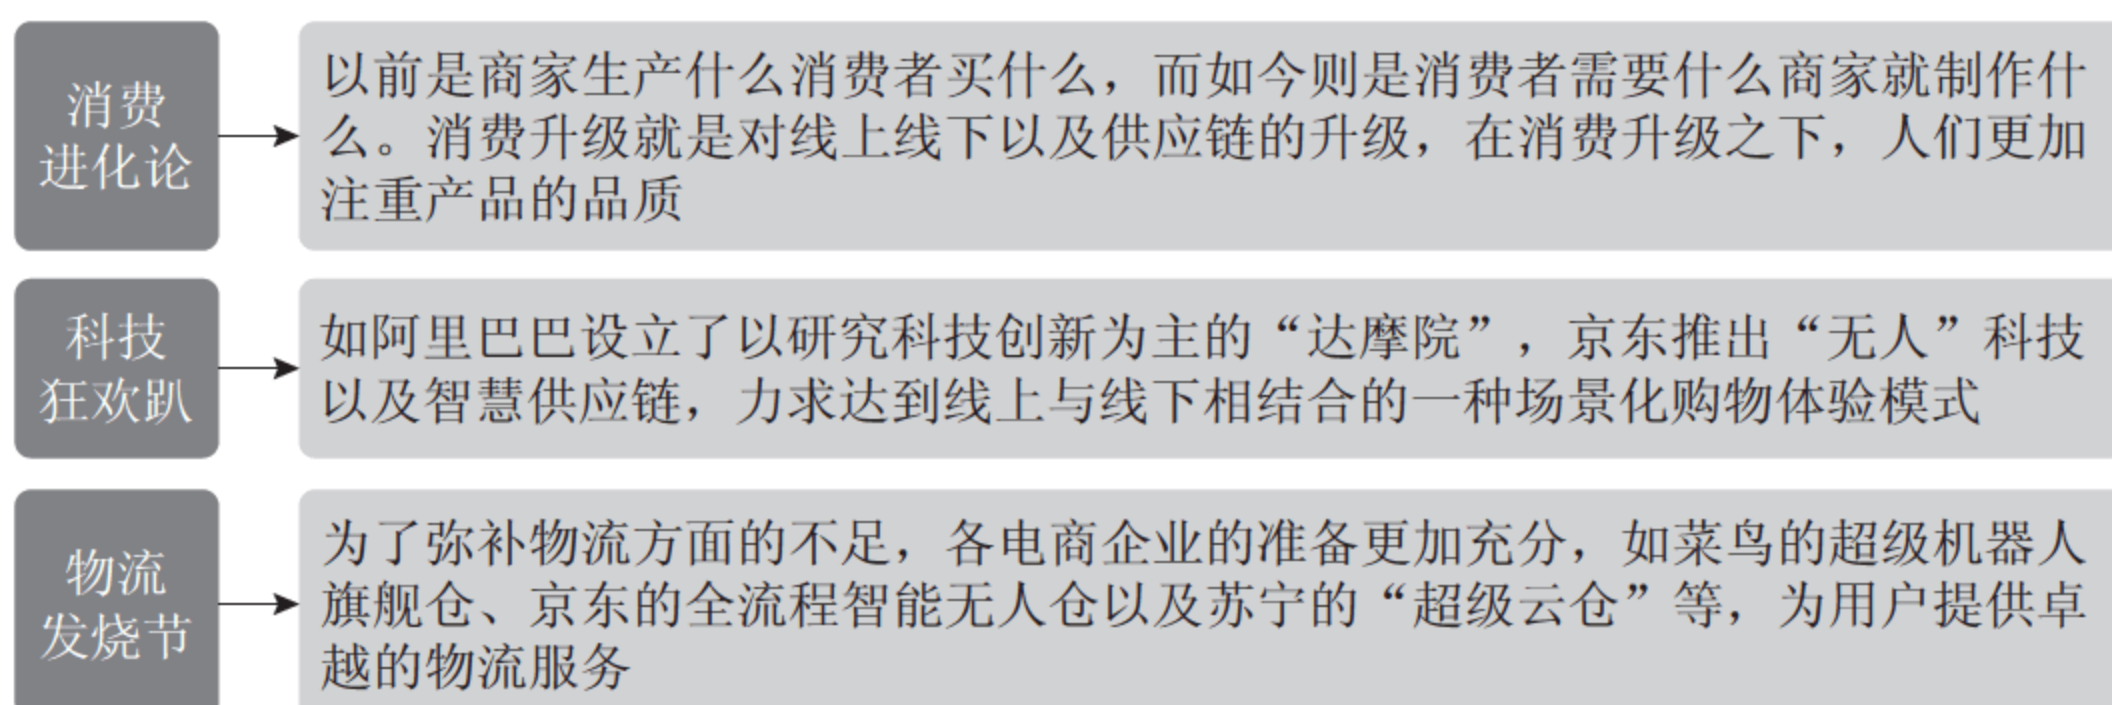 消费
进化论
以前是商家生产什么消费者买什么，而如今则是消费者需要什么商家就制作什
么。消费升级就是对线上线下以及供应链的升级，在消费升级之下，人们更加
注重产品的品质
科技
狂欢趴
如阿里巴巴设立了以研究科技创新为主的“达摩院”，京东推出“无人”科技
以及智慧供应链，力求达到线上与线下相结合的一种场景化购物体验模式
物流
发烧节
为了弥补物流方面的不足，各电商企业的准备更加充分，如菜鸟的超级机器人
旗舰仓、京东的全流程智能无人仓以及苏宁的“超级云仓”等，为用户提供卓
越的物流服务